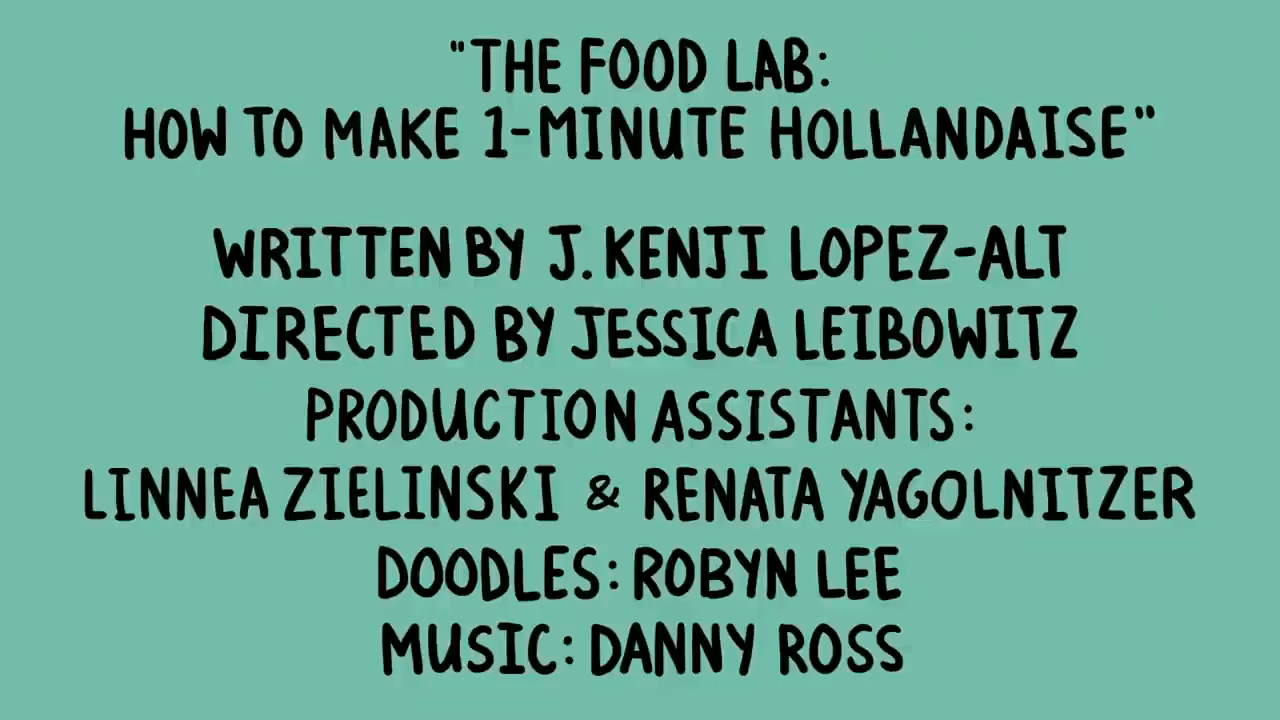 "THE FOOD LAB:
HOW TO MAKE 1-MINUTE HOLLANDAISE"
WRITTEN BY J. KENJI LOPEZ-ALT
DIRECTED BY JESSICA LEIBOWITZ
PRODUCTION ASSISTANTS:
LINNEA ZIELINSKI & RENATA YAGOLNITZER
DOODLES: ROBYN LEE
MUSIC: DANNY ROSS